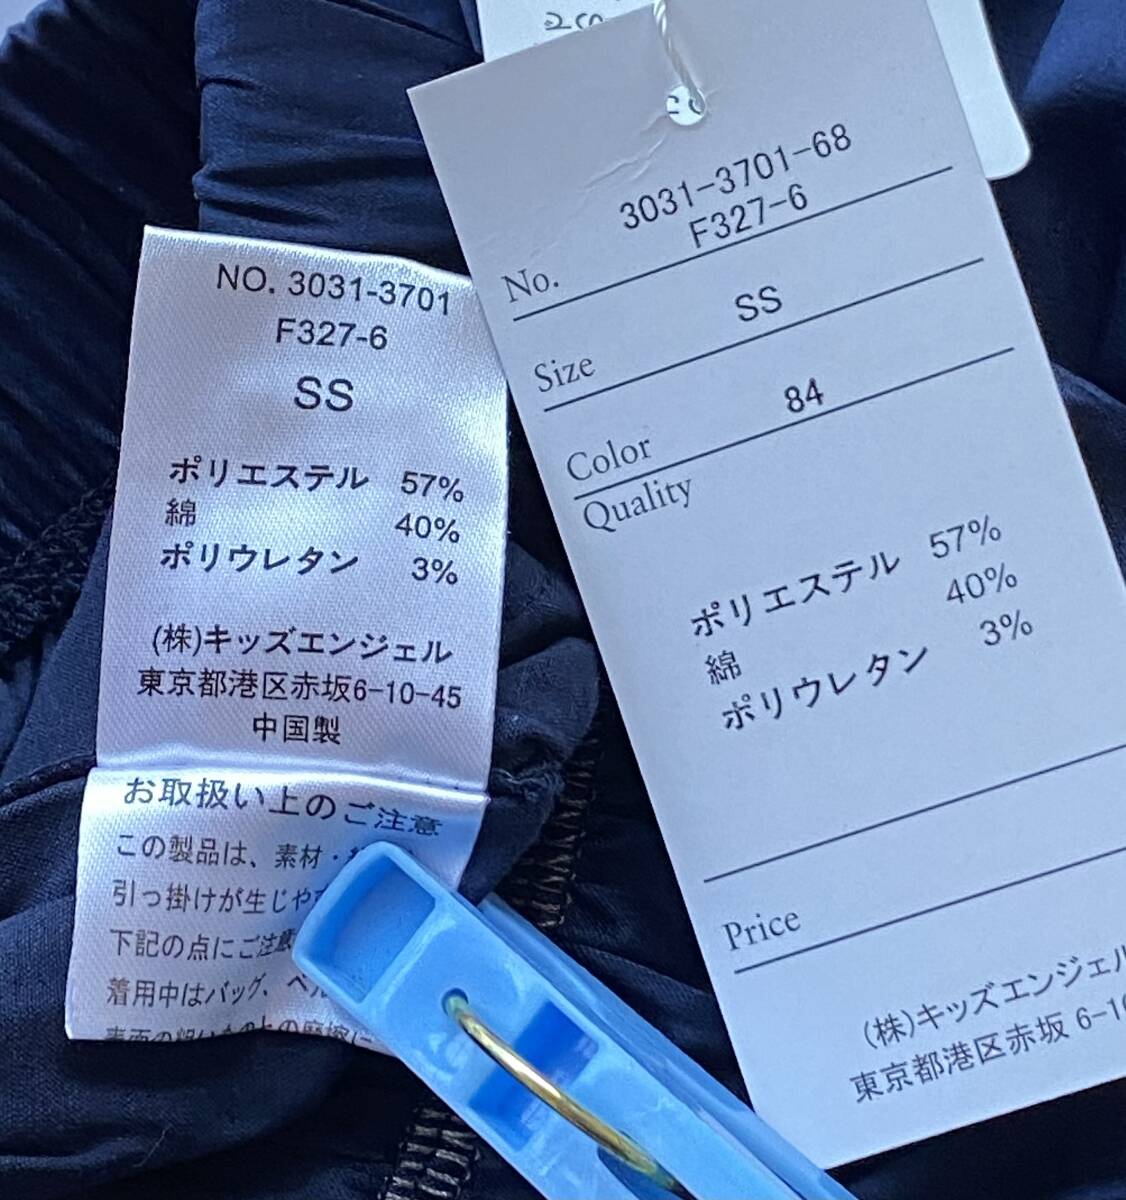 NO. 3031-3701
F327-6
SS
ポリエステル 57%
綿 40%
ポリウレタン 3%
(株)キッズエンジェル
東京都港区赤坂6-10-45
中国製
お取扱い上のご注意
この製品は、素材・
引っ掛けが生じや
下記の点にご注意
着用中はバッグ、ベル
3031-3701-68
F327-6
No.
SS
Size
84
Color
Quality
ポリエステル 57%
綿 40%
ポリウレタン 3%
Price
(株)キッズエンジェル
東京都港区赤坂 6-1